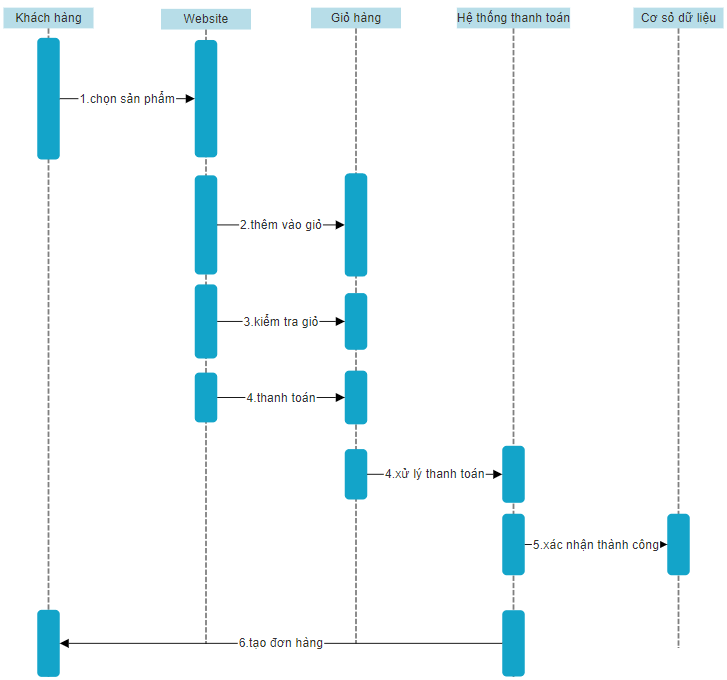 Khách hàng
Website
Giỏ hàng
Hệ thống thanh toán
Cơ sỏ dữ liệu
1.chọn sản phẩm
2.thêm vào giỏ
3.kiểm tra giỏ
4.thanh toán
4.xử lý thanh toán
5.xác nhận thành công
6.tạo đơn hàng